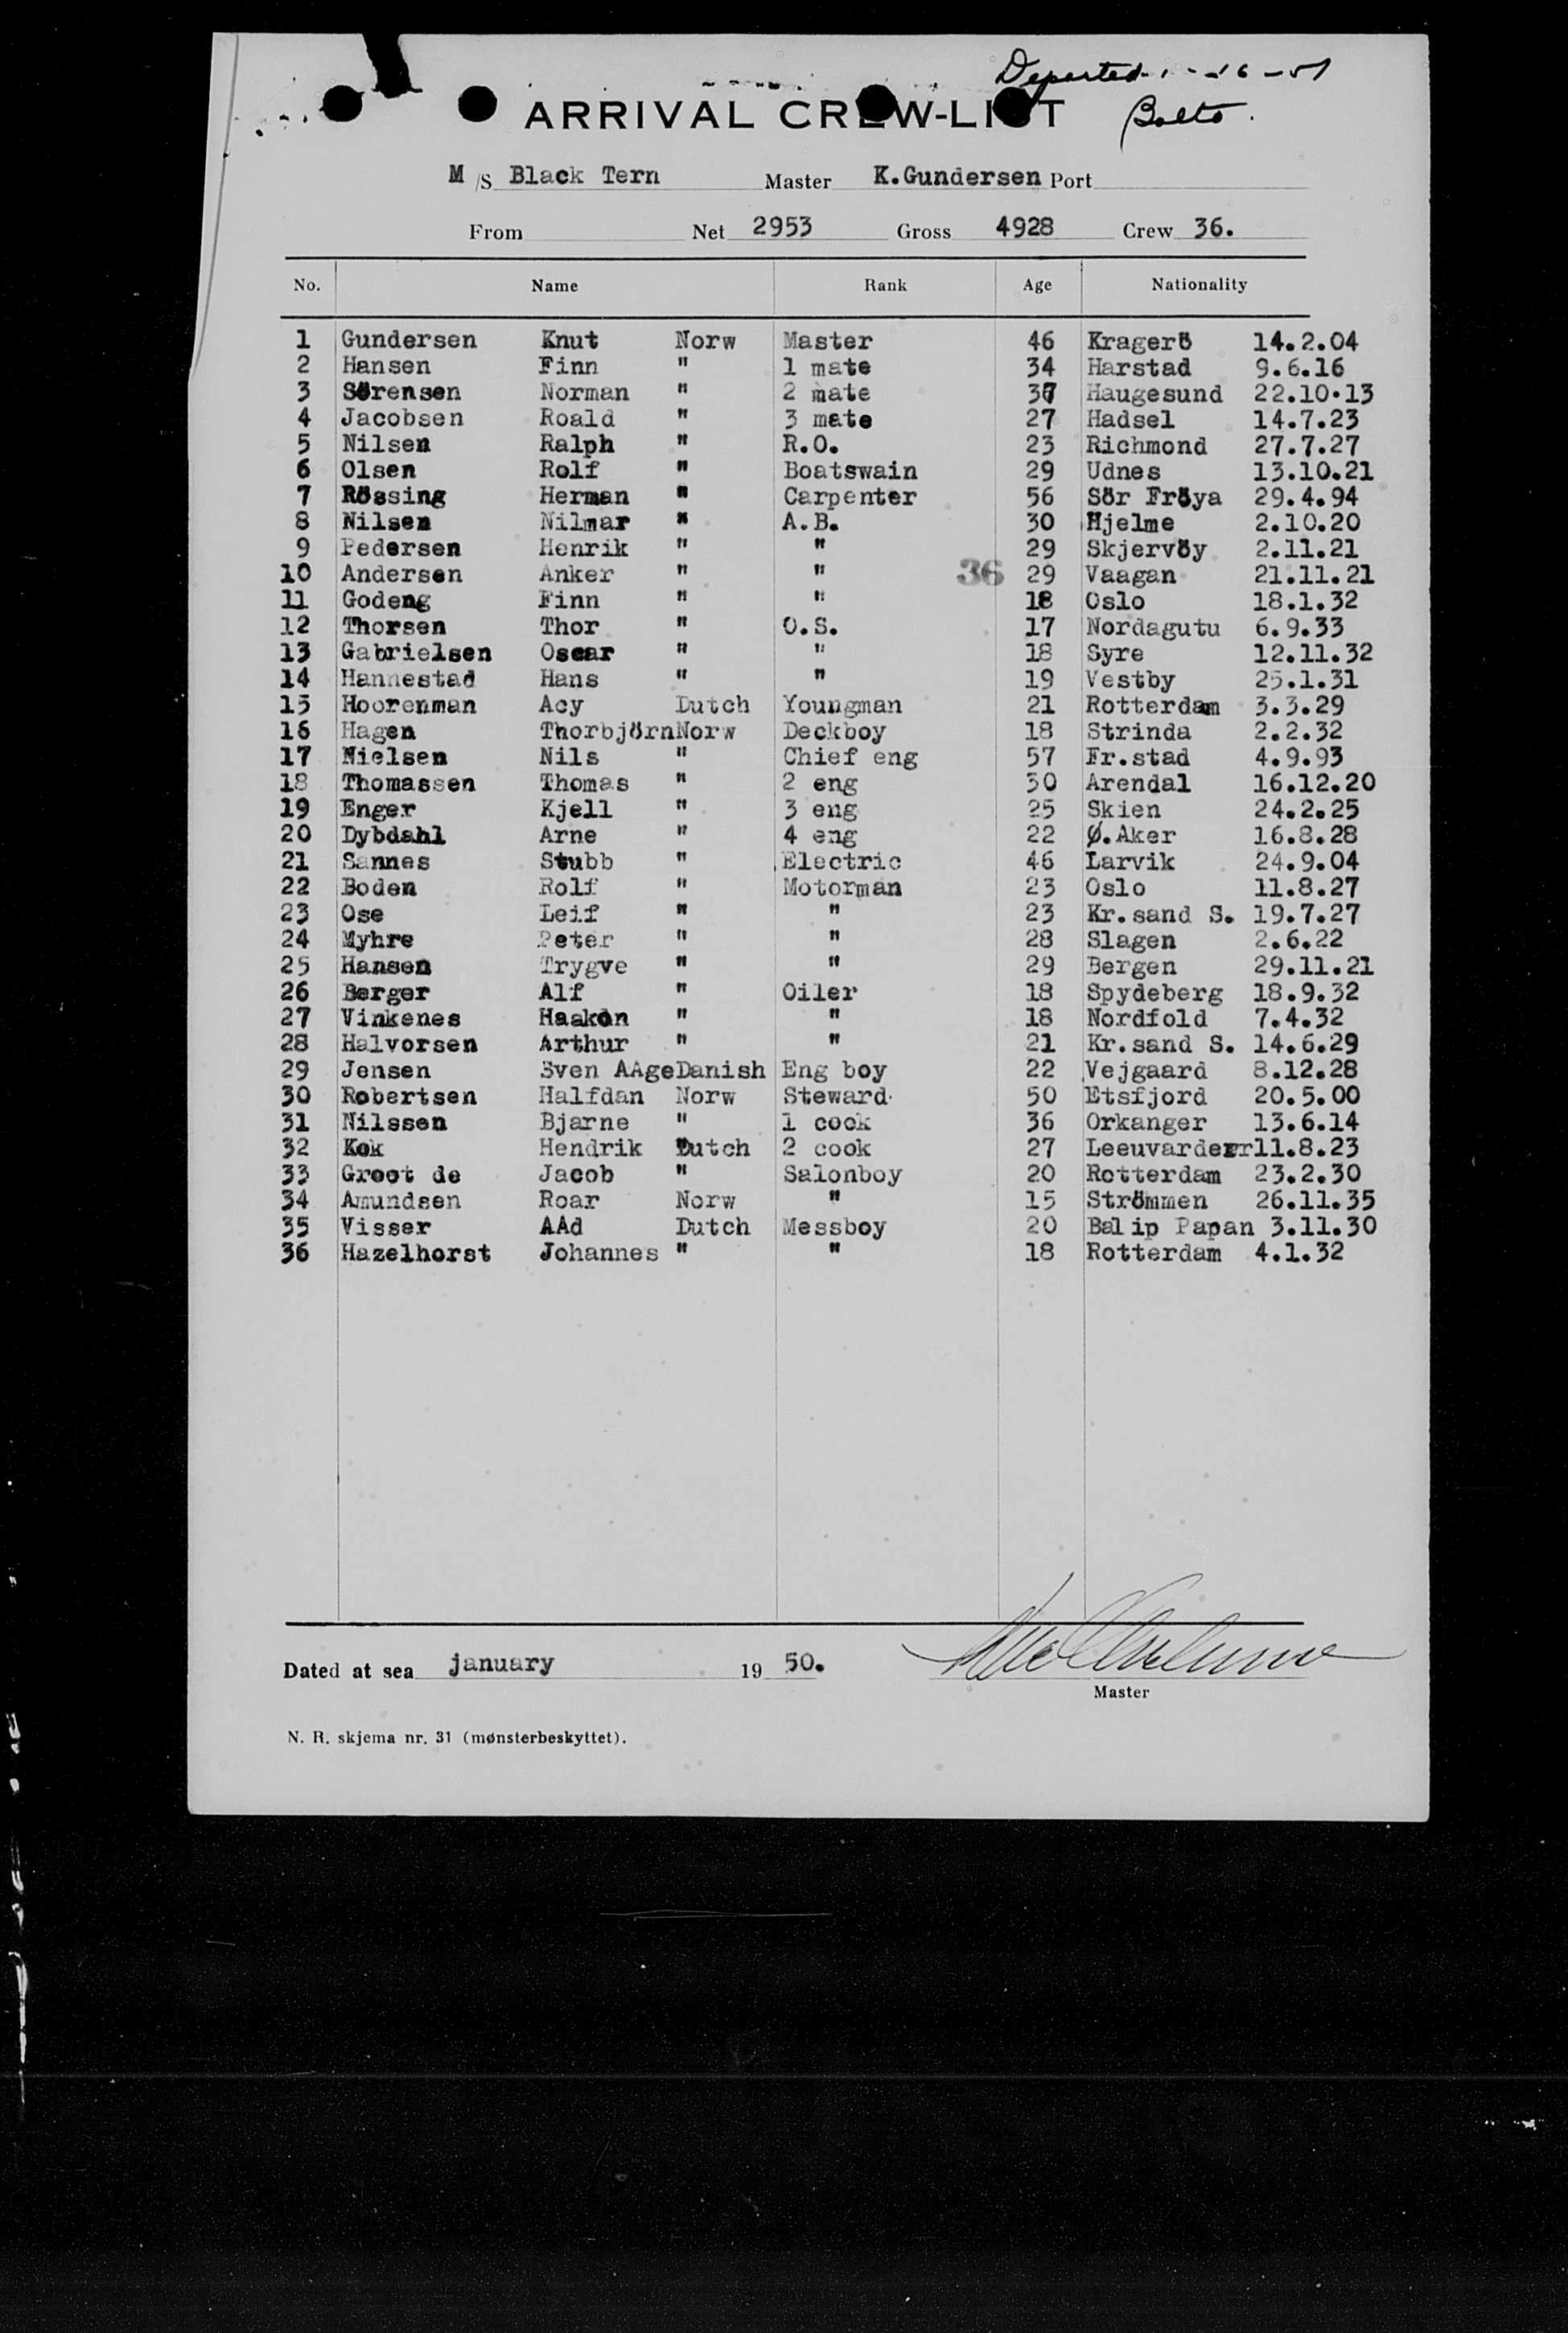 Departed
Balto.
ARRIVAL CREW-LIST
M/S Black Tern Master K.Gundersen Port
From Net 2953 Gross 4928 Crew 36.
No. Name Rank Age Nationality
1 Gundersen Knut Norw Master 46 Kragerö 14.2.04
2 Hansen Finn " 1 mate 34 Harstad 9.6.16
3 Sörensen Norman " 2 mate 37 Haugesund 22.10.13
4 Jacobsen Roald " 3 mate 27 Hadsel 14.7.23
5 Nilsen Ralph " R.O. 23 Richmond 27.7.27
6 Olsen Rolf " Boatswain 29 Udnes 13.10.21
7 Rössing Herman " Carpenter 56 Sör Fröya 29.4.94
8 Nilsen Nilmar " A.B. 30 Hjelme 2.10.20
9 Pedersen Henrik " " 29 Skjervöy 2.11.21
10 Andersen Anker " " 36 29 Vaagan 21.11.21
11 Godeng Finn " " 18 Oslo 18.1.32
12 Thorsen Thor " O.S. 17 Nordagutu 6.9.33
13 Gabrielsen Oscar " " 18 Syre 12.11.32
14 Hannestad Hans " " 19 Vestby 25.1.31
15 Hoorenman Acy Dutch Youngman 21 Rotterdam 3.3.29
16 Hagen Thorbjörn Norw Deckboy 18 Strinda 2.2.32
17 Nielsen Nils " Chief eng 57 Fr.stad 4.9.93
18 Thomassen Thomas " 2 eng 30 Arendal 16.12.20
19 Enger Kjell " 3 eng 25 Skien 24.2.25
20 Dybdahl Arne " 4 eng 22 Ø.Aker 16.8.28
21 Sannes Stubb " Electric 46 Larvik 24.9.04
22 Boden Rolf " Motorman 23 Oslo 11.8.27
23 Ose Leif " " 23 Kr.sand S. 19.7.27
24 Myhre Peter " " 28 Slagen 2.6.22
25 Hansen Trygve " " 29 Bergen 29.11.21
26 Berger Alf " Oiler 18 Spydeberg 18.9.32
27 Vinkenes Haakon " " 18 Nordfold 7.4.32
28 Halvorsen Arthur " " 21 Kr.sand S. 14.6.29
29 Jensen Sven AAge Danish Eng boy 22 Vejgaard 8.12.28
30 Robertsen Halfdan Norw Steward 50 Etsfjord 20.5.00
31 Nilssen Bjarne " 1 cook 36 Orkanger 13.6.14
32 Kok Hendrik Dutch 2 cook 27 Leeuvarderr 11.8.23
33 Groot de Jacob " Salonboy 20 Rotterdam 23.2.30
34 Amundsen Roar Norw " 15 Strömmen 26.11.35
35 Visser AAd Dutch Messboy 20 Balip Papan 3.11.30
36 Hazelhorst Johannes " " 18 Rotterdam 4.1.32
Dated at sea january 19 50.
Master
N. R. skjema nr. 31 (mønsterbeskyttet).